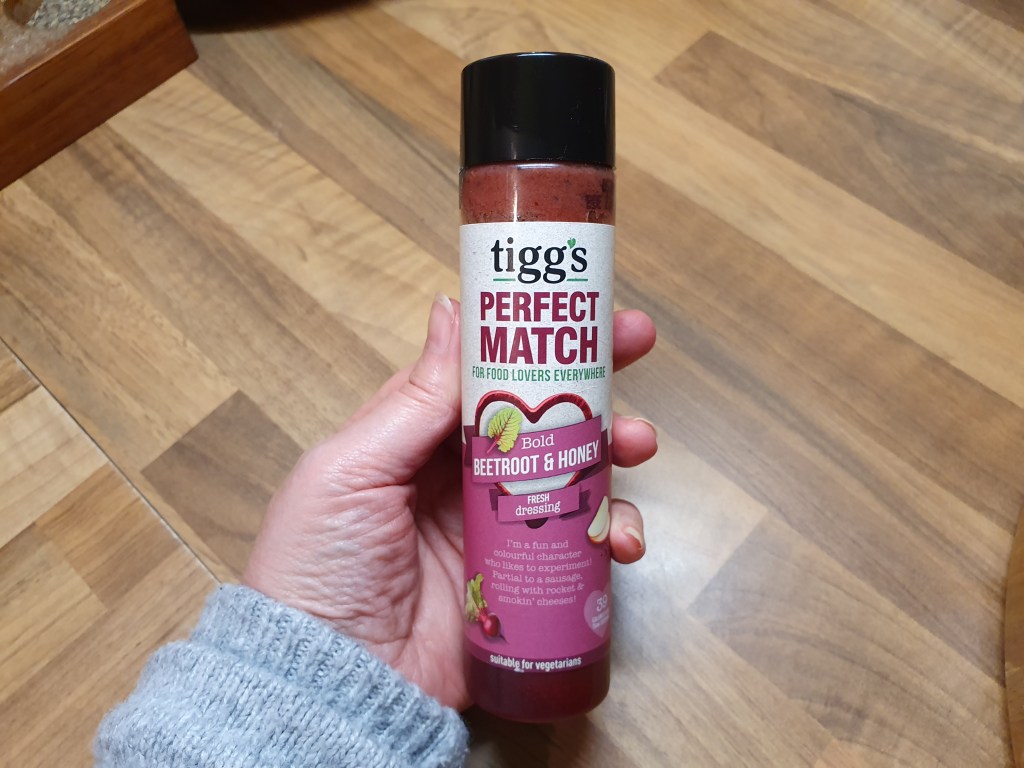 tigg's
PERFECT
MATCH
FOR FOOD LOVERS EVERYWHERE
Bold
BEETROOT & HONEY
FRESH
dressing
I'm a fun and
colourful character
who likes to experiment!
Partial to a sausage,
rolling with rocket &
smokin' cheeses!
39
suitable for vegetarians